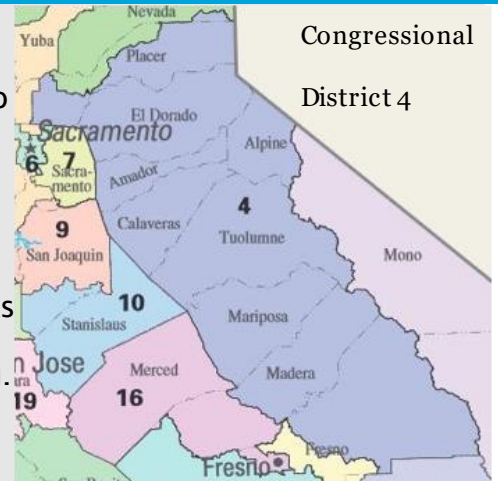 Congressional
District 4
Nevada
Yuba
Placer
El Dorado
Sacramento
Alpine
6
7
Sacra-
mento
Amador
9
San Joaquin
Calaveras
4
Tuolumne
Mono
10
Stanislaus
Mariposa
n Jose
ara
19
Merced
16
Madera
Fresno
Fresno
o
s
.